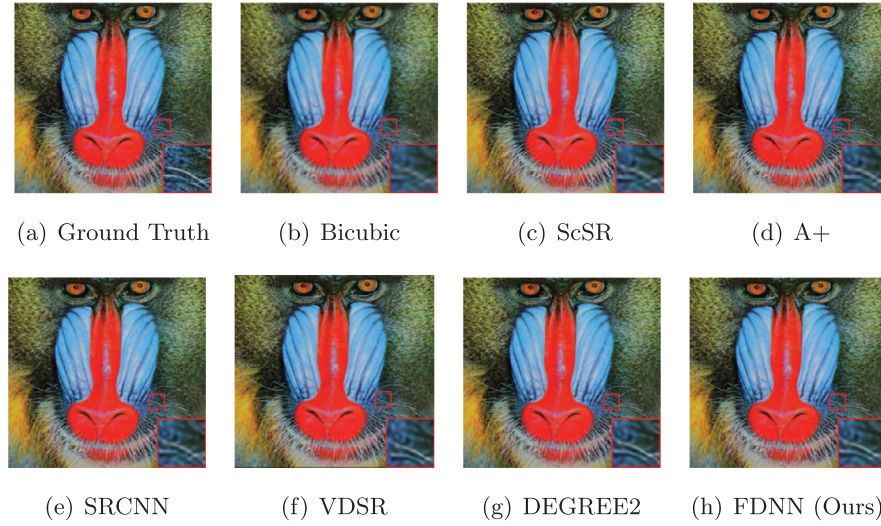 (a) Ground Truth
(b) Bicubic
(c) ScSR
(d) A+
(e) SRCNN
(f) VDSR
(g) DEGREE2
(h) FDNN (Ours)